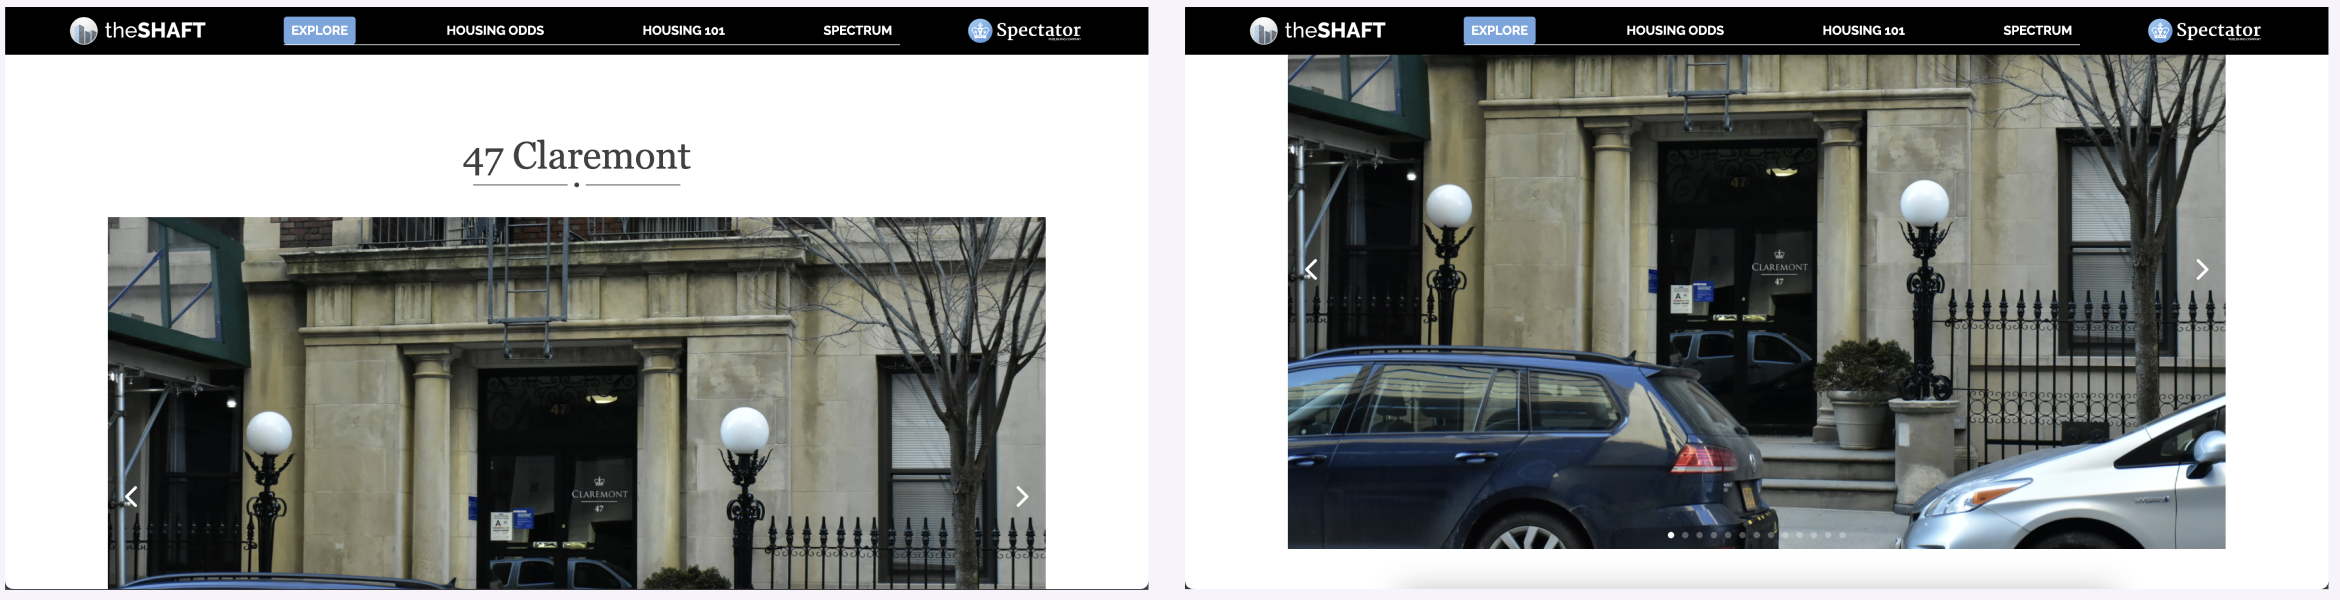 theSHAFT
EXPLORE
HOUSING ODDS
HOUSING 101
SPECTRUM
Spectator
47 Claremont
47
CLAREMONT
47
A
theSHAFT
EXPLORE
HOUSING ODDS
HOUSING 101
SPECTRUM
Spectator
47
CLAREMONT
47
A